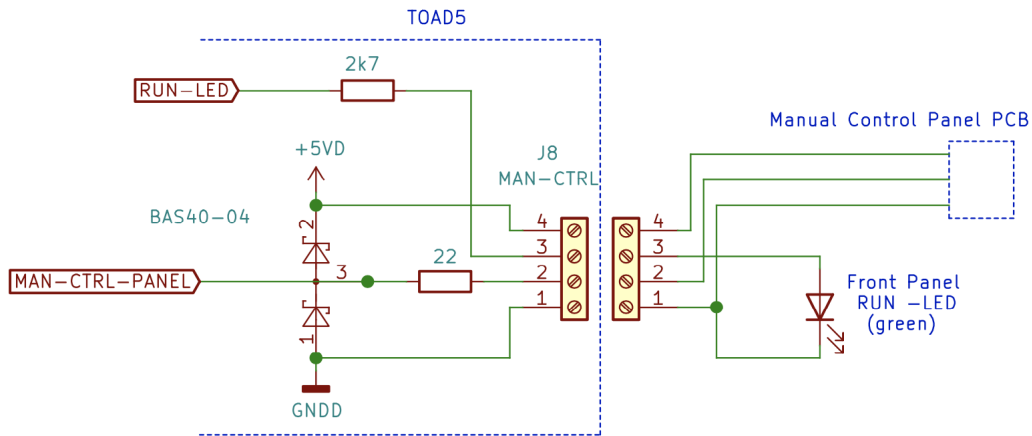 TOAD5
2k7
RUN-LED
Manual Control Panel PCB
+5VD
J8
MAN-CTRL
BAS40-04
2
4
4
3
3
22
2
2
MAN-CTRL-PANEL
3
1
1
Front Panel
RUN -LED
(green)
1
GNDD